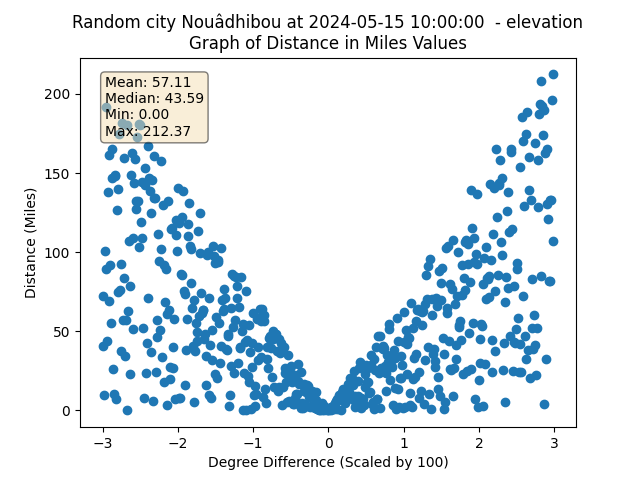 Random city Nouâdhibou at 2024-05-15 10:00:00 - elevation
Graph of Distance in Miles Values
Mean: 57.11
Median: 43.59
Min: 0.00
Max: 212.37
Distance (Miles)
200
150
100
50
0
−3 −2 −1 0 1 2 3
Degree Difference (Scaled by 100)